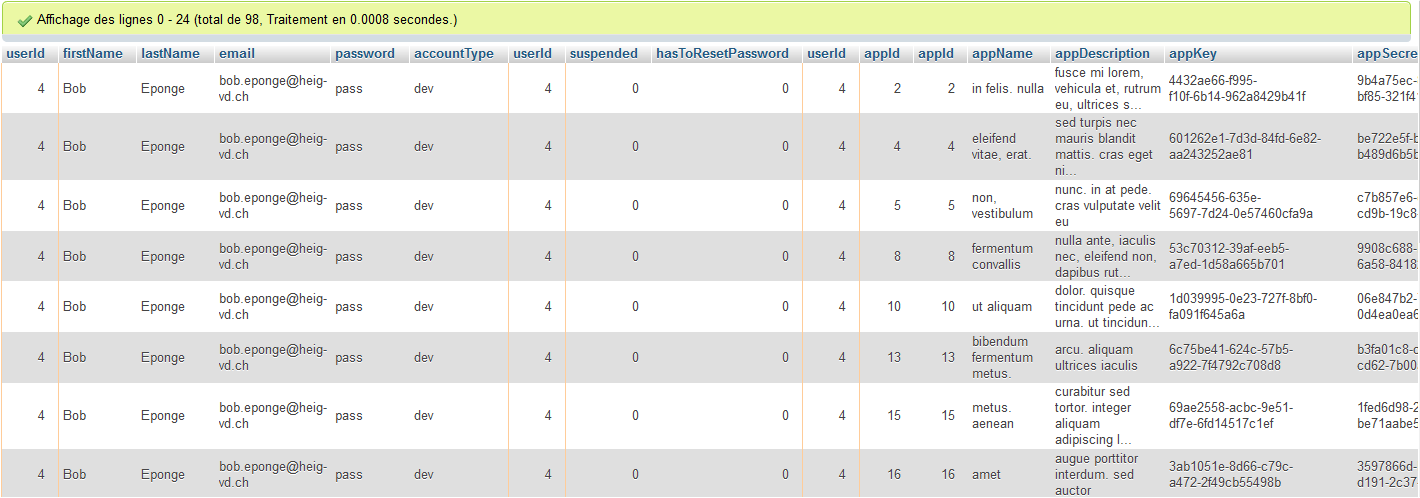 Affichage des lignes 0 - 24 (total de 98, Traitement en 0.0008 secondes.)
userId firstName lastName email password accountType userId suspended hasToResetPassword userId appId appId appName appDescription appKey appSecre
4 Bob Eponge bob.eponge@heig-vd.ch pass dev 4 0 0 4 2 2 in felis. nulla fusce mi lorem, vehicula et, rutrum eu, ultrices s... 4432ae66-f995-f10f-6b14-962a8429b41f 9b4a75ec- bf85-321f4
4 Bob Eponge bob.eponge@heig-vd.ch pass dev 4 0 0 4 4 4 eleifend vitae, erat. sed turpis nec mauris blandit mattis. cras eget ni... 601262e1-7d3d-84fd-6e82-aa243252ae81 be722e5f-b b489d6b5b
4 Bob Eponge bob.eponge@heig-vd.ch pass dev 4 0 0 4 5 5 non, vestibulum nunc. in at pede. cras vulputate velit eu 69645456-635e-5697-7d24-0e57460cfa9a c7b857e6- cd9b-19c8
4 Bob Eponge bob.eponge@heig-vd.ch pass dev 4 0 0 4 8 8 fermentum convallis nulla ante, iaculis nec, eleifend non, dapibus rut... 53c70312-39af-eeb5-a7ed-1d58a665b701 9908c688- 6a58-8418
4 Bob Eponge bob.eponge@heig-vd.ch pass dev 4 0 0 4 10 10 ut aliquam dolor. quisque tincidunt pede ac urna. ut tincidun... 1d039995-0e23-727f-8bf0-fa091f645a6a 06e847b2- 0d4ea0ea6
4 Bob Eponge bob.eponge@heig-vd.ch pass dev 4 0 0 4 13 13 bibendum fermentum metus. arcu. aliquam ultrices iaculis 6c75be41-624c-57b5-a922-7f4792c708d8 b3fa01c8-c cd62-7b00
4 Bob Eponge bob.eponge@heig-vd.ch pass dev 4 0 0 4 15 15 metus. aenean curabitur sed tortor. integer aliquam adipiscing l... 69ae2558-acbc-9e51-df7e-6fd14517c1ef 1fed6d98-2 be71aabe5
4 Bob Eponge bob.eponge@heig-vd.ch pass dev 4 0 0 4 16 16 amet augue porttitor interdum. sed auctor 3ab1051e-8d66-c79c-a472-2f49cb55498b 3597866d- d191-2c37